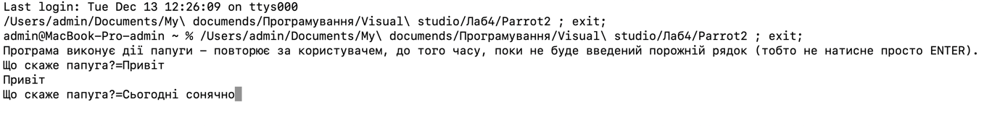 Last login: Tue Dec 13 12:26:09 on ttys000
/Users/admin/Documents/My\ documends/Програмування/Visual\ studio/Лаб4/Parrot2 ; exit;
admin@MacBook-Pro-admin ~ % /Users/admin/Documents/My\ documends/Програмування/Visual\ studio/Лаб4/Parrot2 ; exit;
Програма виконує дії папуги – повторює за користувачем, до того часу, поки не буде введений порожній рядок (тобто не натисне просто ENTER).
Що скаже папуга?=Привіт
Привіт
Що скаже папуга?=Сьогодні сонячно